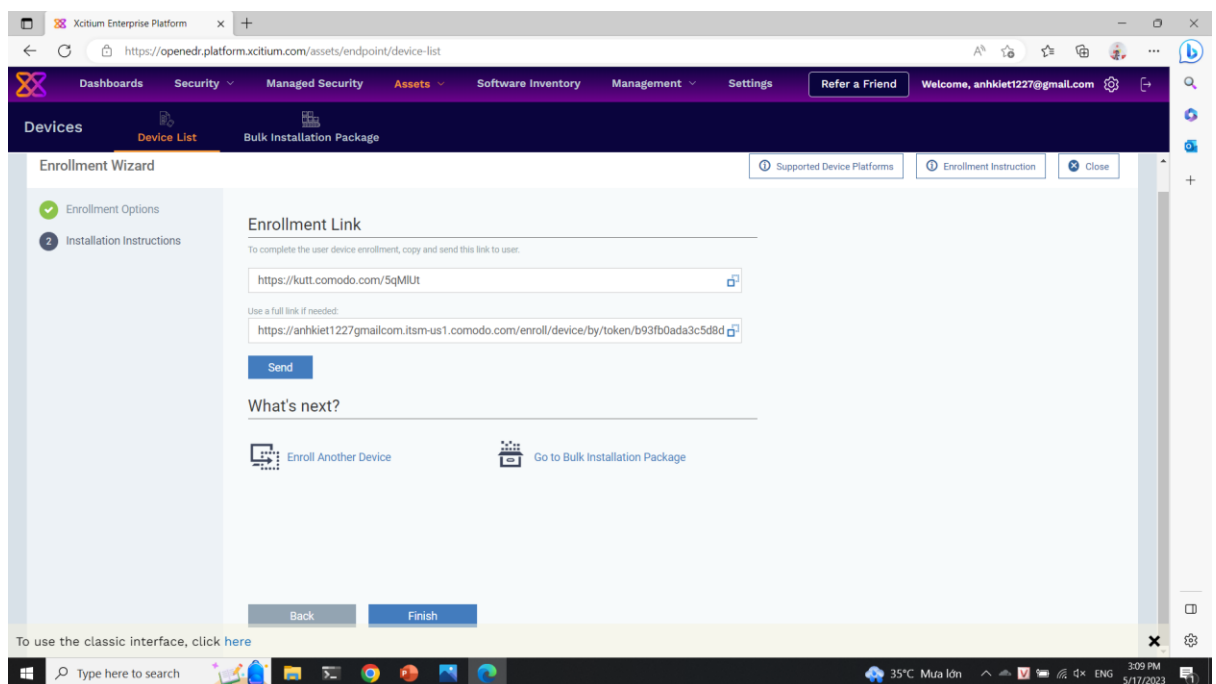 Xcitium Enterprise Platform
https://openedr.platform.xcitium.com/assets/endpoint/device-list
Dashboards Security Managed Security Assets Software Inventory Management Settings Refer a Friend Welcome, anhkiet1227@gmail.com
Devices Device List Bulk Installation Package
Enrollment Wizard Supported Device Platforms Enrollment Instruction Close
Enrollment Options
2 Installation Instructions
Enrollment Link
To complete the user device enrollment, copy and send this link to user.
https://kutt.comodo.com/5qMlUt
Use a full link if needed:
https://anhkiet1227gmailcom.itsm-us1.comodo.com/enroll/device/by/token/b93fb0ada3c5d8d
Send
What's next?
Enroll Another Device Go to Bulk Installation Package
Back Finish
To use the classic interface, click here
Type here to search 35°C Mưa lớn ENG 3:09 PM
5/17/2023